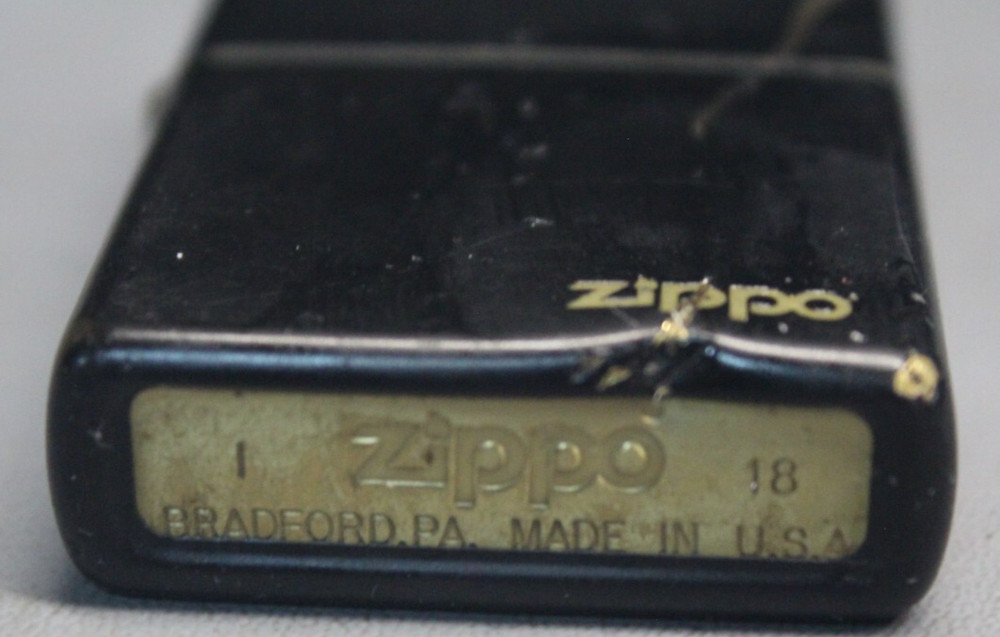 zippo
I Zippo 18
BRADFORD,PA. MADE IN U.S.A